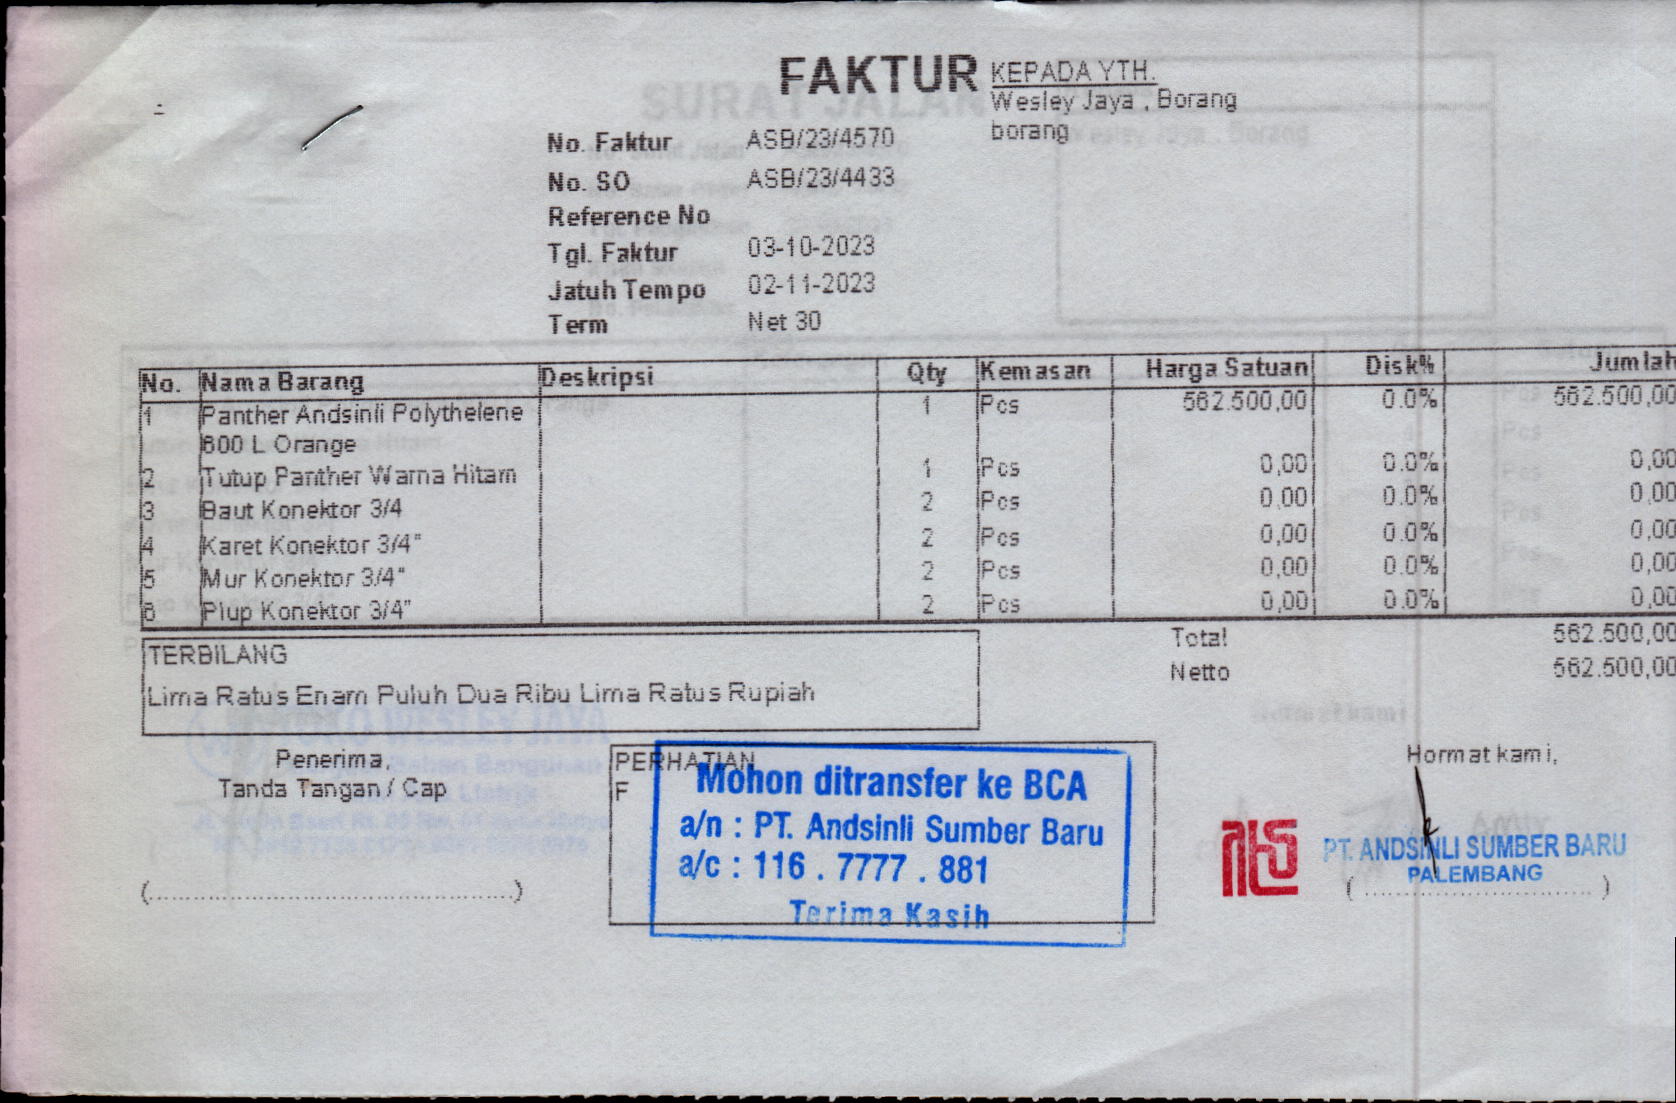 FAKTUR
KEPADA YTH.
Wesley Jaya , Borang
borang
No. Faktur ASB/23/4570
No. SO ASB/23/4433
Reference No
Tgl. Faktur 03-10-2023
Jatuh Tempo 02-11-2023
Term Net 30
No. Nama Barang Deskripsi Qty Kemasan Harga Satuan Disk% Jumlah
1 Panther Andsinli Polythelene 1 Pcs 562.500,00 0.0% 562.500,00
600 L Orange
2 Tutup Panther Warna Hitam 1 Pcs 0,00 0.0% 0,00
3 Baut Konektor 3/4 2 Pcs 0,00 0.0% 0,00
4 Karet Konektor 3/4" 2 Pcs 0,00 0.0% 0,00
5 Mur Konektor 3/4" 2 Pcs 0,00 0.0% 0,00
6 Plup Konektor 3/4" 2 Pcs 0,00 0.0% 0,00
Total 562.500,00
Netto 562.500,00
TERBILANG
Lima Ratus Enam Puluh Dua Ribu Lima Ratus Rupiah
Penerima,
Tanda Tangan / Cap
(..................................................)
PERHATIAN
F
Mohon ditransfer ke BCA
a/n : PT. Andsinli Sumber Baru
a/c : 116 . 7777 . 881
Terima Kasih
Hormat kami,
PT. ANDSINLI SUMBER BARU
PALEMBANG
( .............................. )